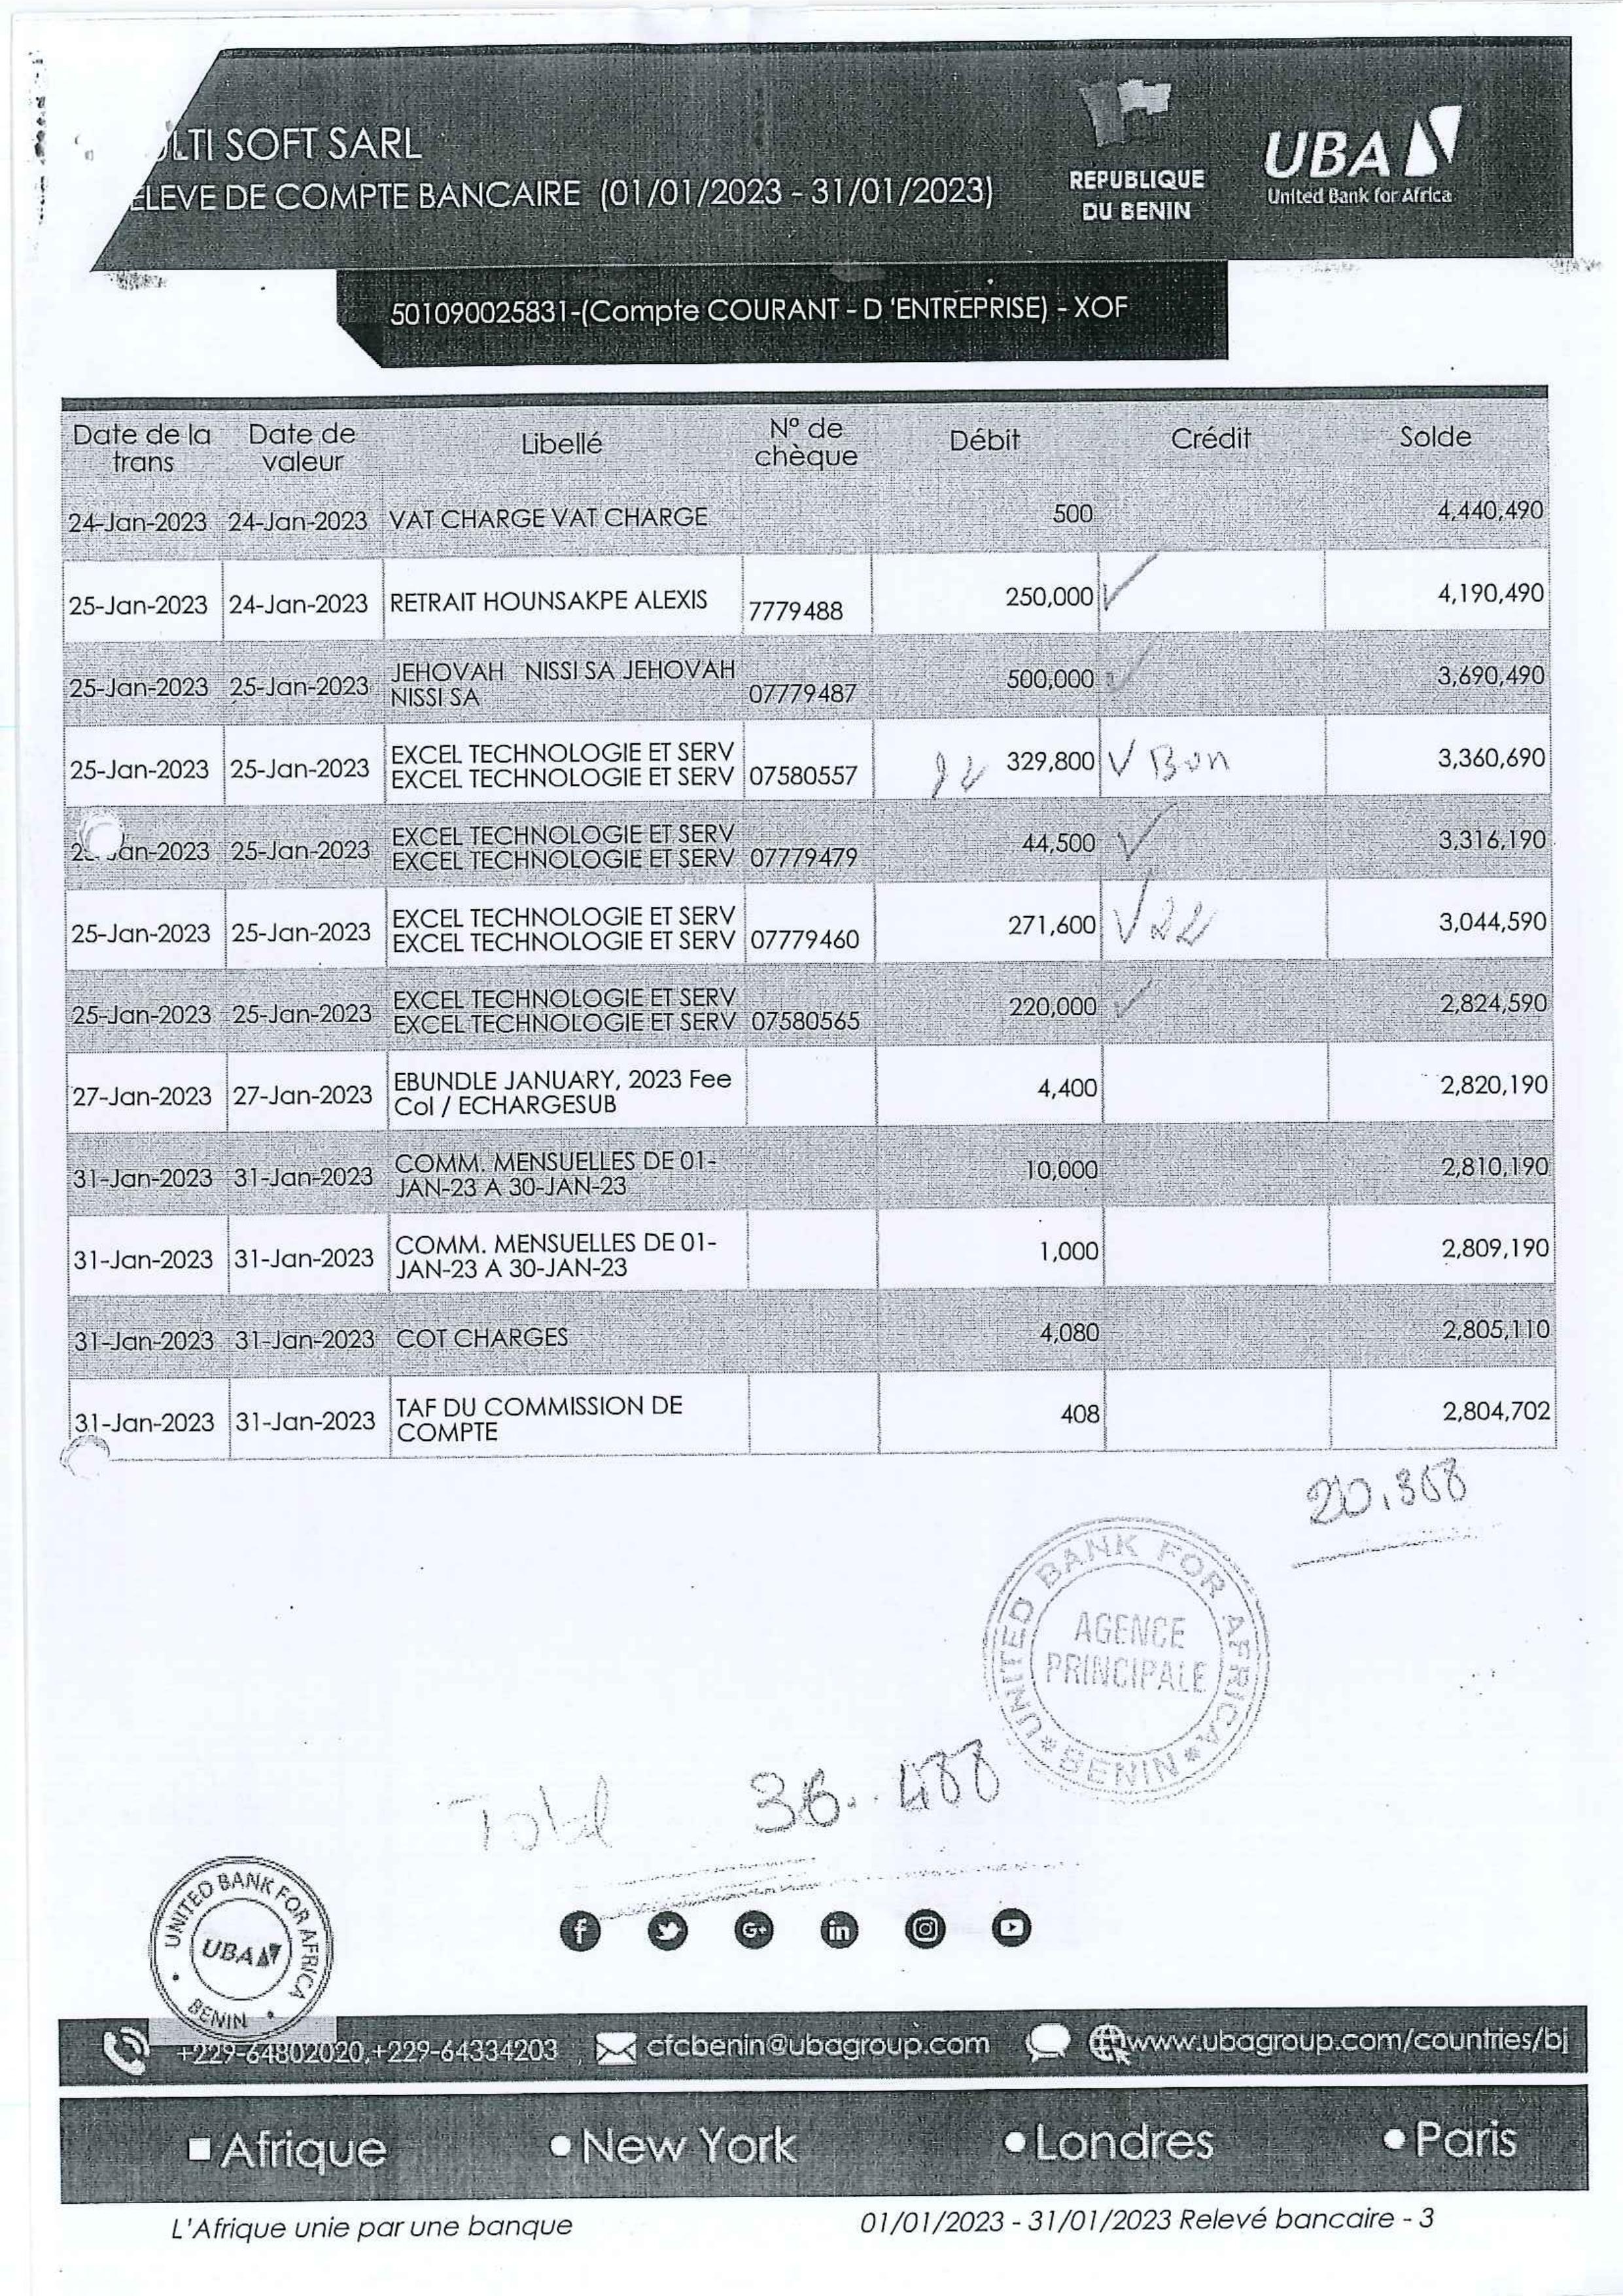 LTI SOFT SARL
ELEVE DE COMPTE BANCAIRE (01/01/2023 - 31/01/2023)
REPUBLIQUE
DU BENIN
UBA
United Bank for Africa
501090025831-(Compte COURANT - D 'ENTREPRISE) - XOF
Date de la trans Date de valeur Libellé N° de chèque Débit Crédit Solde
24-Jan-2023 24-Jan-2023 VAT CHARGE VAT CHARGE 500 4,440,490
25-Jan-2023 24-Jan-2023 RETRAIT HOUNSAKPE ALEXIS 7779488 250,000 4,190,490
25-Jan-2023 25-Jan-2023 JEHOVAH NISSI SA JEHOVAH NISSI SA 07779487 500,000 3,690,490
25-Jan-2023 25-Jan-2023 EXCEL TECHNOLOGIE ET SERV EXCEL TECHNOLOGIE ET SERV 07580557 329,800 Bon 3,360,690
Jan-2023 25-Jan-2023 EXCEL TECHNOLOGIE ET SERV EXCEL TECHNOLOGIE ET SERV 07779479 44,500 3,316,190
25-Jan-2023 25-Jan-2023 EXCEL TECHNOLOGIE ET SERV EXCEL TECHNOLOGIE ET SERV 07779460 271,600 3,044,590
25-Jan-2023 25-Jan-2023 EXCEL TECHNOLOGIE ET SERV EXCEL TECHNOLOGIE ET SERV 07580565 220,000 2,824,590
27-Jan-2023 27-Jan-2023 EBUNDLE JANUARY, 2023 Fee Col / ECHARGESUB 4,400 2,820,190
31-Jan-2023 31-Jan-2023 COMM. MENSUELLES DE 01-JAN-23 A 30-JAN-23 10,000 2,810,190
31-Jan-2023 31-Jan-2023 COMM. MENSUELLES DE 01-JAN-23 A 30-JAN-23 1,000 2,809,190
31-Jan-2023 31-Jan-2023 COT CHARGES 4,080 2,805,110
31-Jan-2023 31-Jan-2023 TAF DU COMMISSION DE COMPTE 408 2,804,702
UNITED BANK FOR AFRICA
AGENCE
PRINCIPALE
* BENIN *
Total 36.488
UNITED BANK FOR AFRICA
UBA
BENIN
+229-64802020,+229-64334203 cfcbenin@ubagroup.com www.ubagroup.com/countries/bj
Afrique • New York • Londres • Paris
L'Afrique unie par une banque 01/01/2023 - 31/01/2023 Relevé bancaire - 3